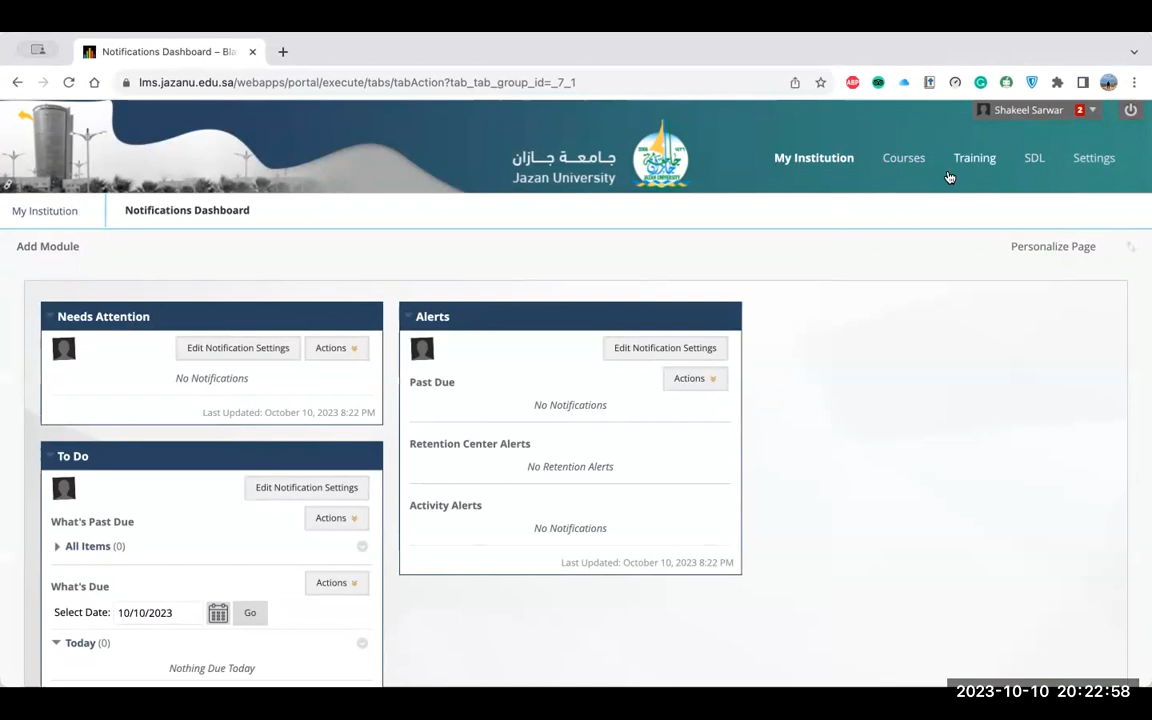 Notifications Dashboard – Bla
lms.jazanu.edu.sa/webapps/portal/execute/tabs/tabAction?tab_tab_group_id=_7_1
ABP
Shakeel Sarwar 2
جامعة جازان
Jazan University
My Institution Courses Training SDL Settings
My Institution Notifications Dashboard
Add Module Personalize Page
Needs Attention
Edit Notification Settings Actions
No Notifications
Last Updated: October 10, 2023 8:22 PM
To Do
Edit Notification Settings
What's Past Due Actions
All Items (0)
What's Due Actions
Select Date: 10/10/2023 Go
Today (0)
Nothing Due Today
Alerts
Edit Notification Settings
Past Due Actions
No Notifications
Retention Center Alerts
No Retention Alerts
Activity Alerts
No Notifications
Last Updated: October 10, 2023 8:22 PM
2023-10-10 20:22:58